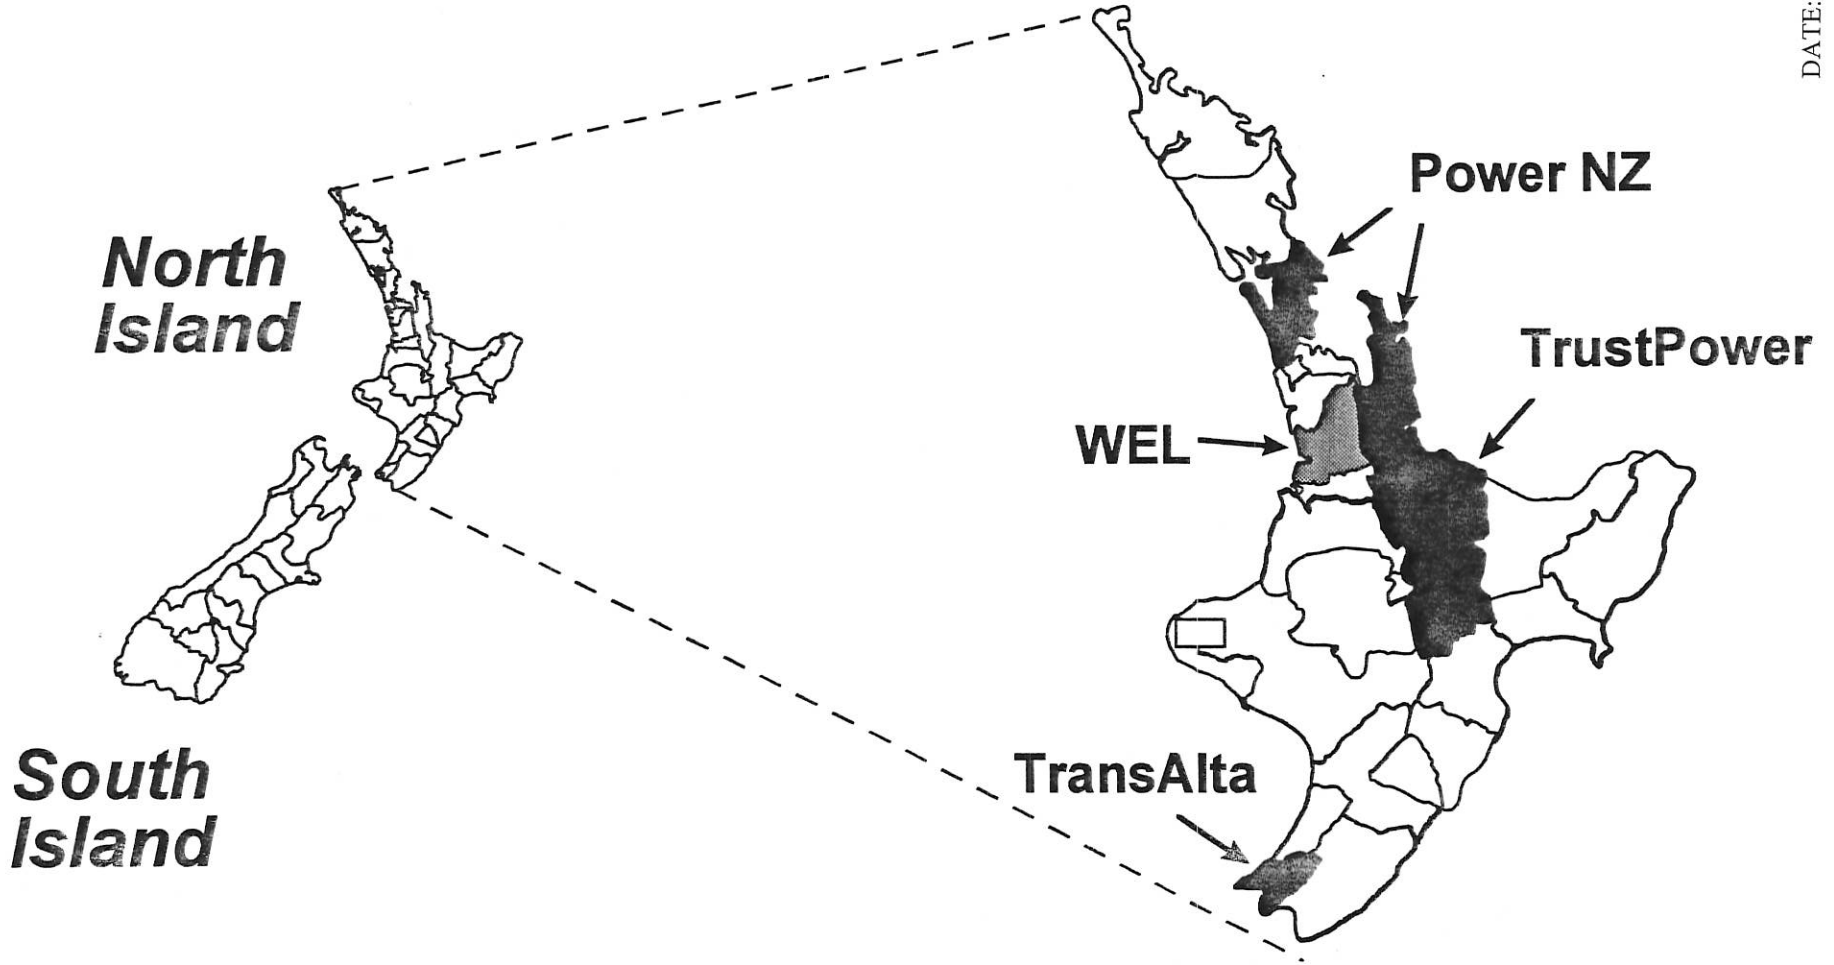 DATE:
Power NZ
North
Island
TrustPower
WEL
TransAlta
South
Island